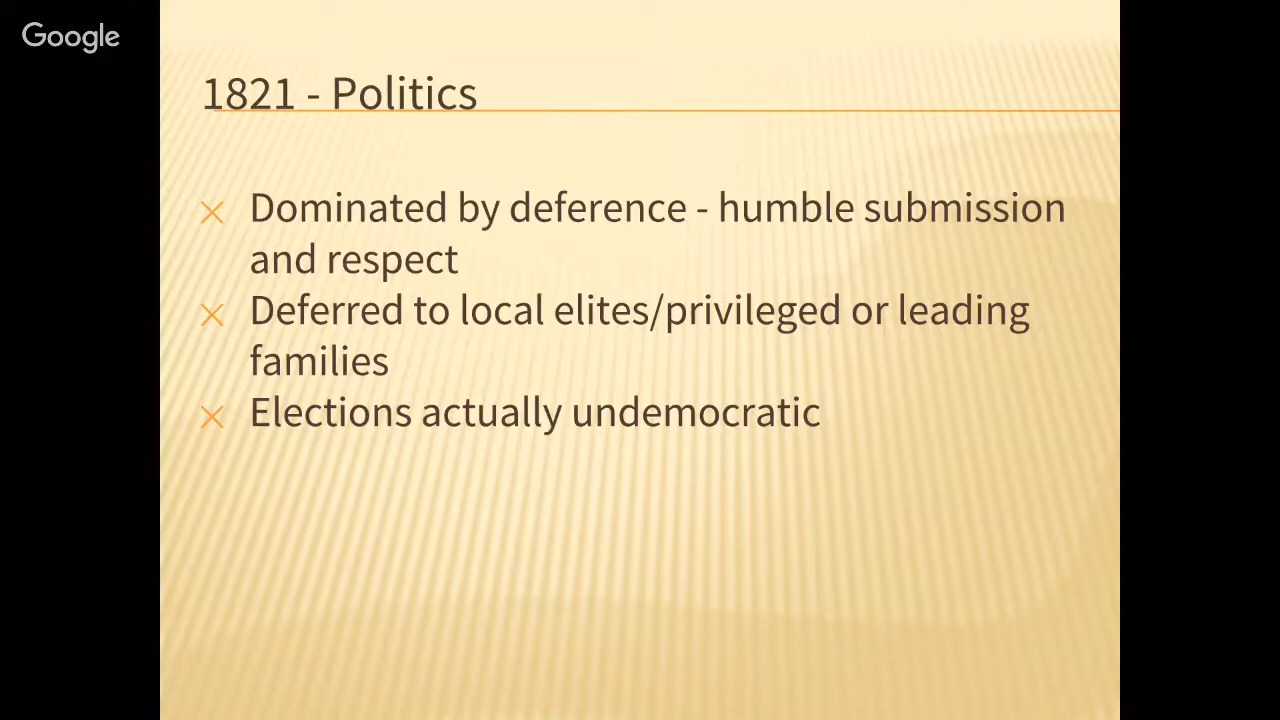 Google
1821 - Politics
Dominated by deference - humble submission
and respect
Deferred to local elites/privileged or leading
families
Elections actually undemocratic